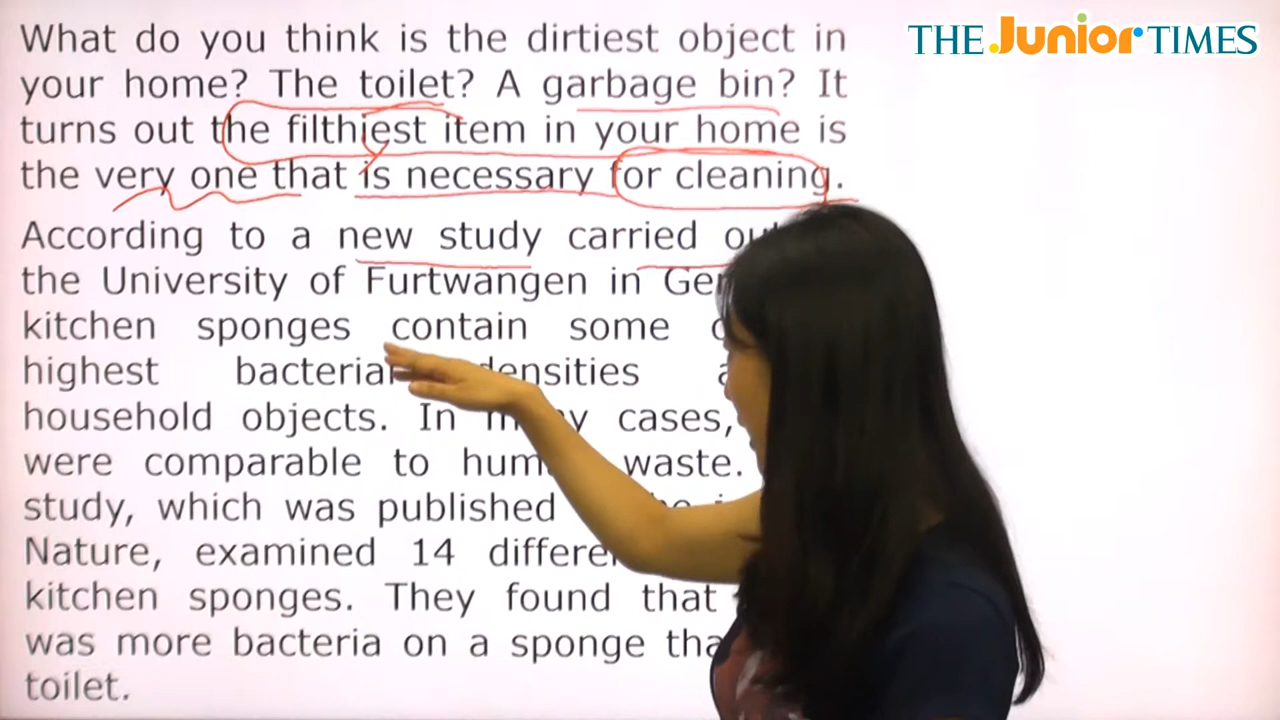 THE Junior TIMES
What do you think is the dirtiest object in
your home? The toilet? A garbage bin? It
turns out the filthiest item in your home is
the very one that is necessary for cleaning.
According to a new study carried
the University of Furtwangen in
kitchen sponges contain some
highest bacterial densities
household objects. In many cases,
were comparable to human waste.
study, which was published
Nature, examined 14
kitchen sponges. They found that
was more bacteria on a sponge
toilet.